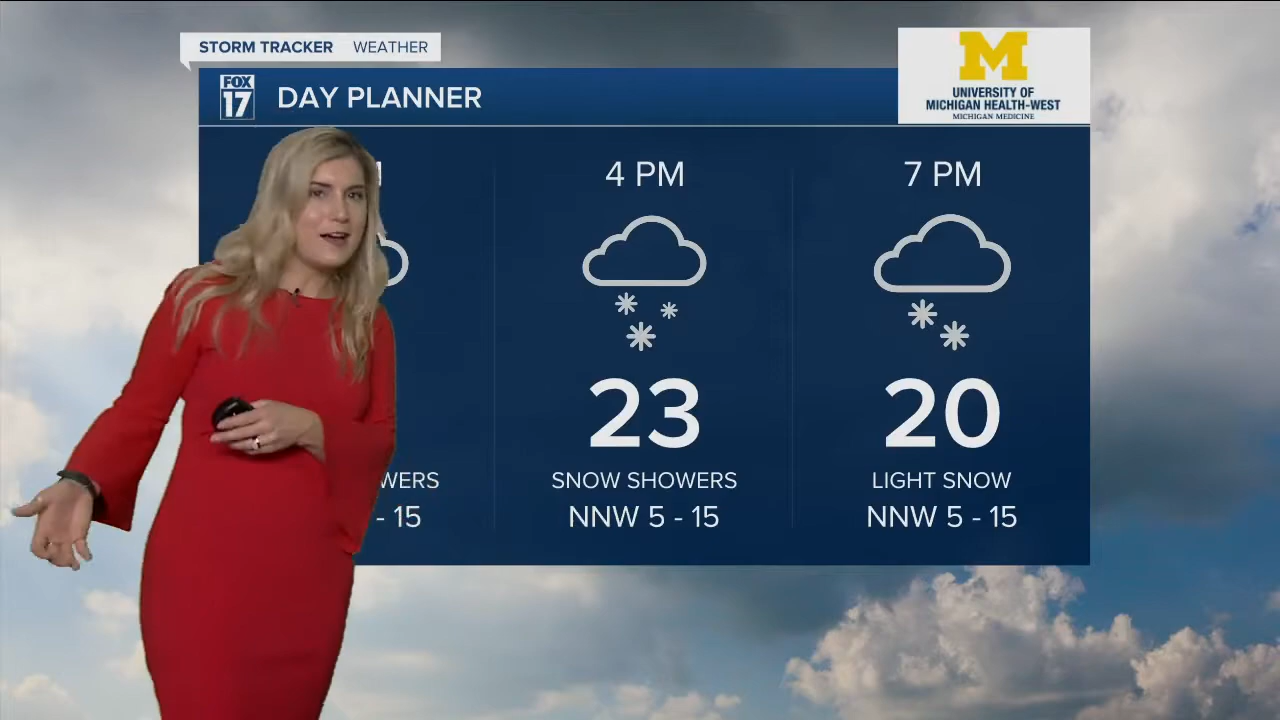 STORM TRACKER WEATHER
FOX 17
DAY PLANNER
M
UNIVERSITY OF
MICHIGAN HEALTH-WEST
MICHIGAN MEDICINE
4 PM
7 PM
23
20
SNOW SHOWERS
LIGHT SNOW
- 15
NNW 5 - 15
NNW 5 - 15